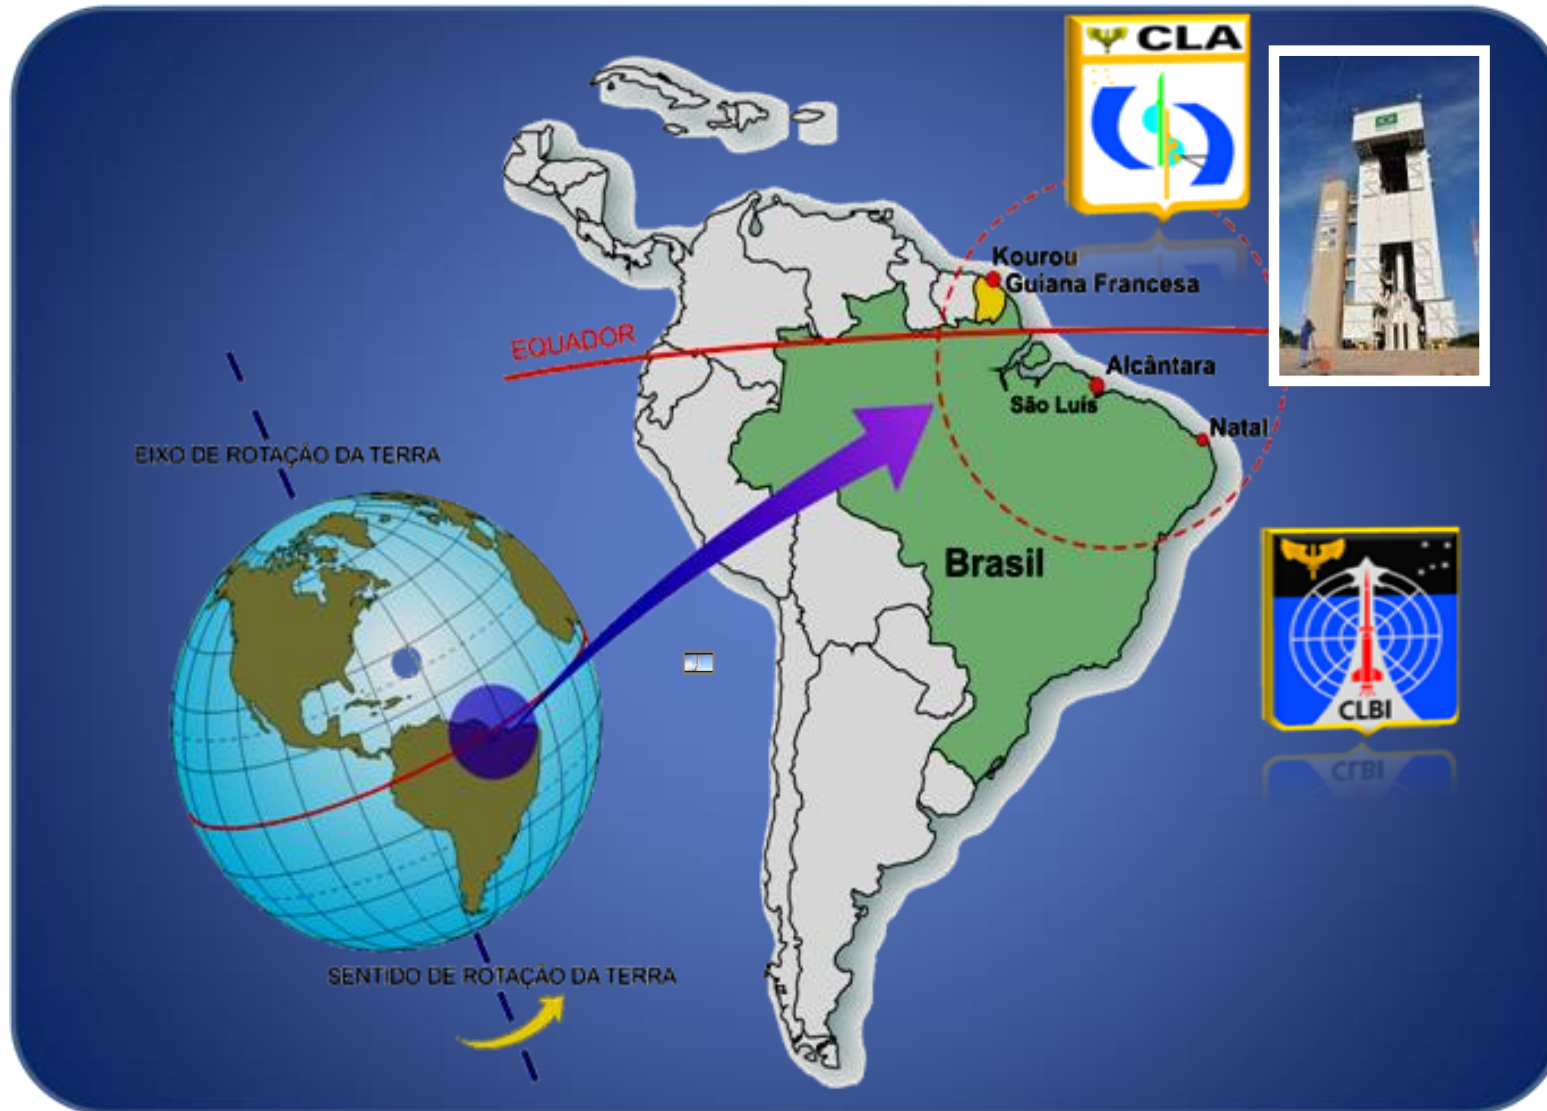 CLA
Kourou
Guiana Francesa
EQUADOR
Alcântara
São Luís
Natal
EIXO DE ROTAÇÃO DA TERRA
Brasil
CLBI
SENTIDO DE ROTAÇÃO DA TERRA